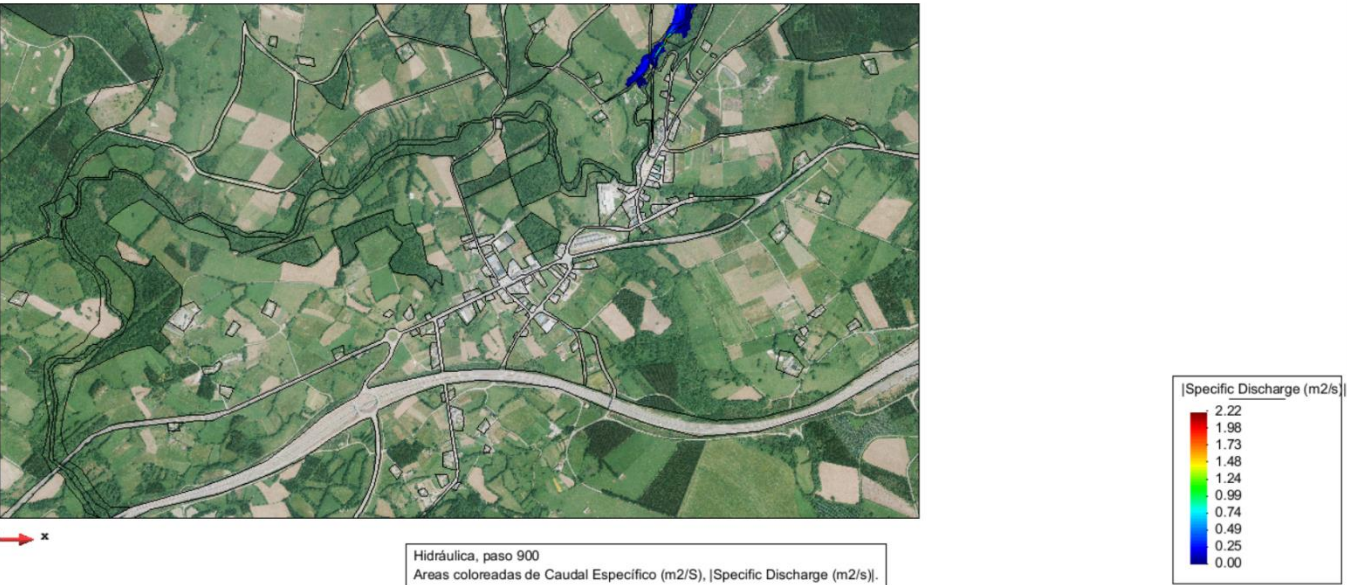 |Specific Discharge (m2/s)|
2.22
1.98
1.73
1.48
1.24
0.99
0.74
0.49
0.25
0.00
x
Hidráulica, paso 900
Areas coloreadas de Caudal Específico (m2/S), |Specific Discharge (m2/s)|.